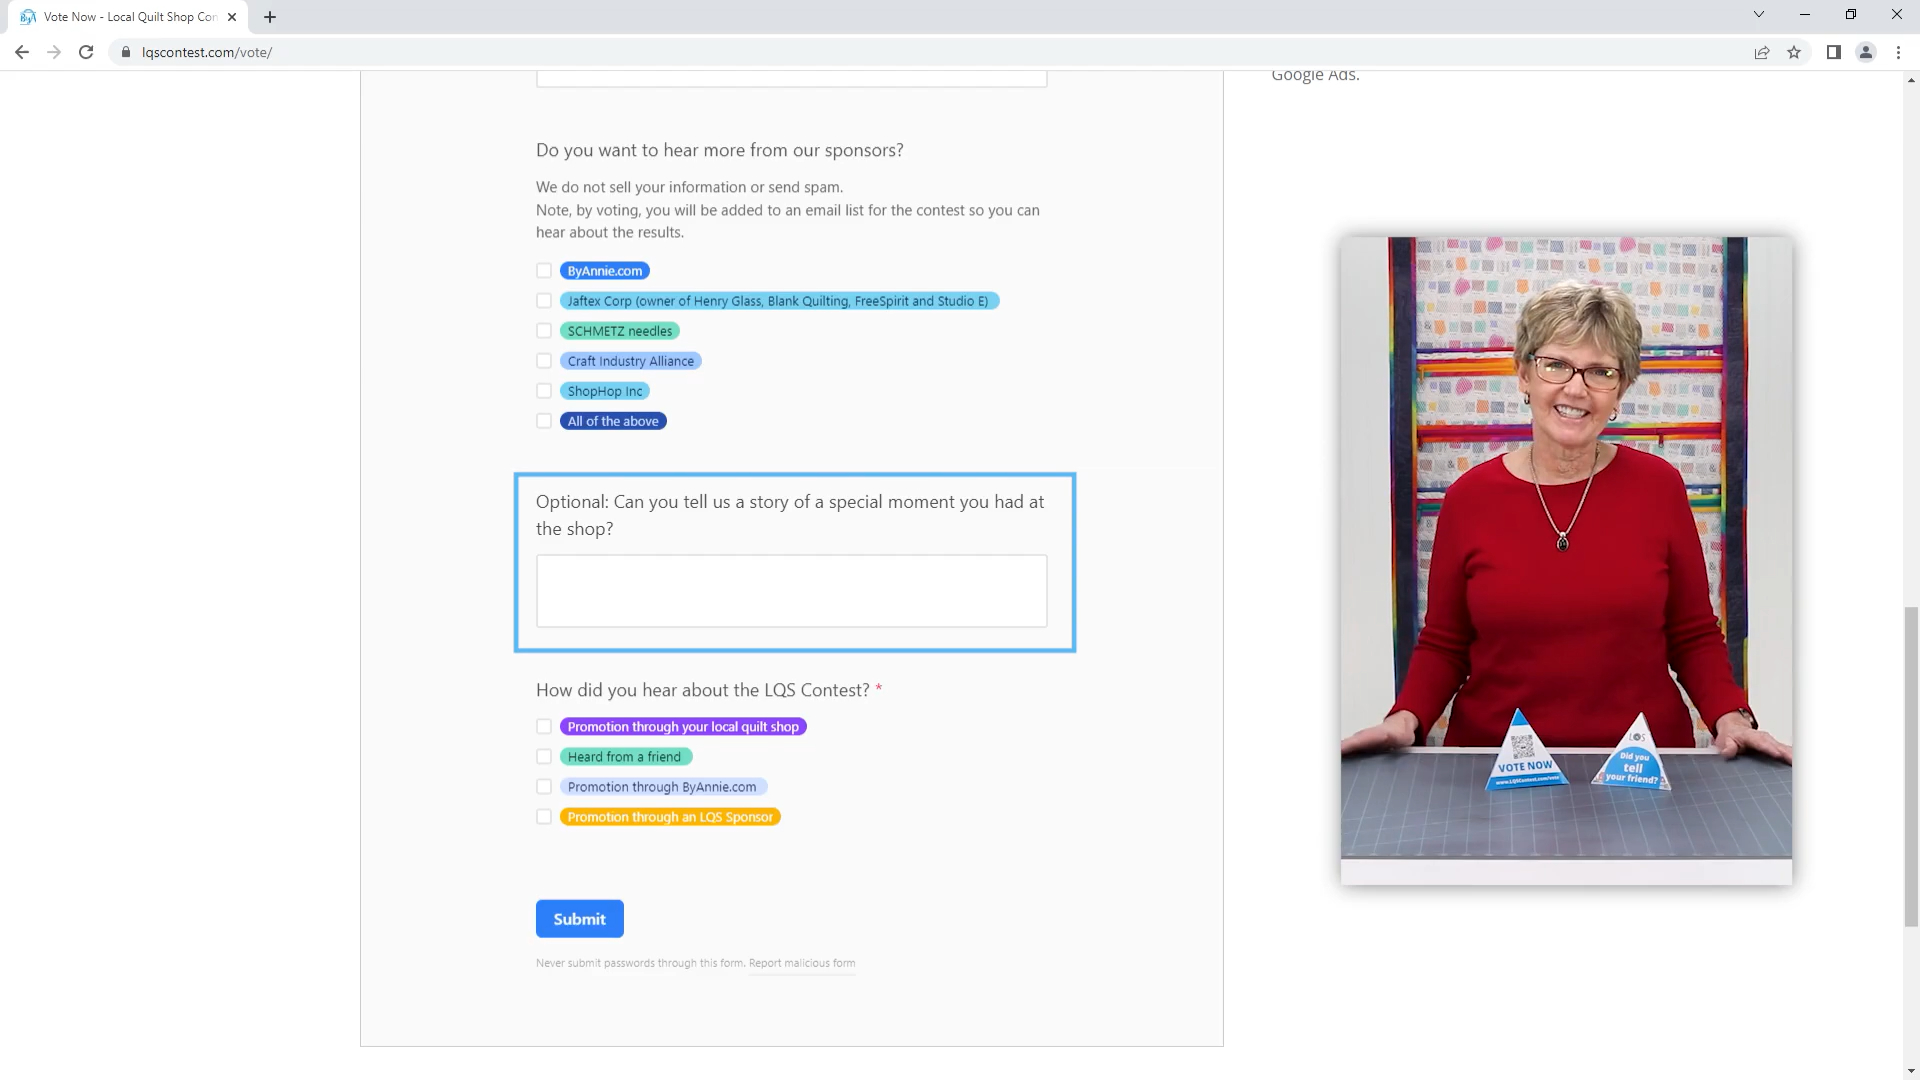 Vote Now - Local Quilt Shop Con
lqscontest.com/vote/
Google Ads.
Do you want to hear more from our sponsors?
We do not sell your information or send spam.
Note, by voting, you will be added to an email list for the contest so you can
hear about the results.
ByAnnie.com
Jaftex Corp (owner of Henry Glass, Blank Quilting, FreeSpirit and Studio E)
SCHMETZ needles
Craft Industry Alliance
ShopHop Inc
All of the above
Optional: Can you tell us a story of a special moment you had at
the shop?
How did you hear about the LQS Contest? *
Promotion through your local quilt shop
Heard from a friend
Promotion through ByAnnie.com
Promotion through an LQS Sponsor
Submit
Never submit passwords through this form. Report malicious form
VOTE NOW
www.LQSContest.com/vote
LQS
Did you
tell
your friend?